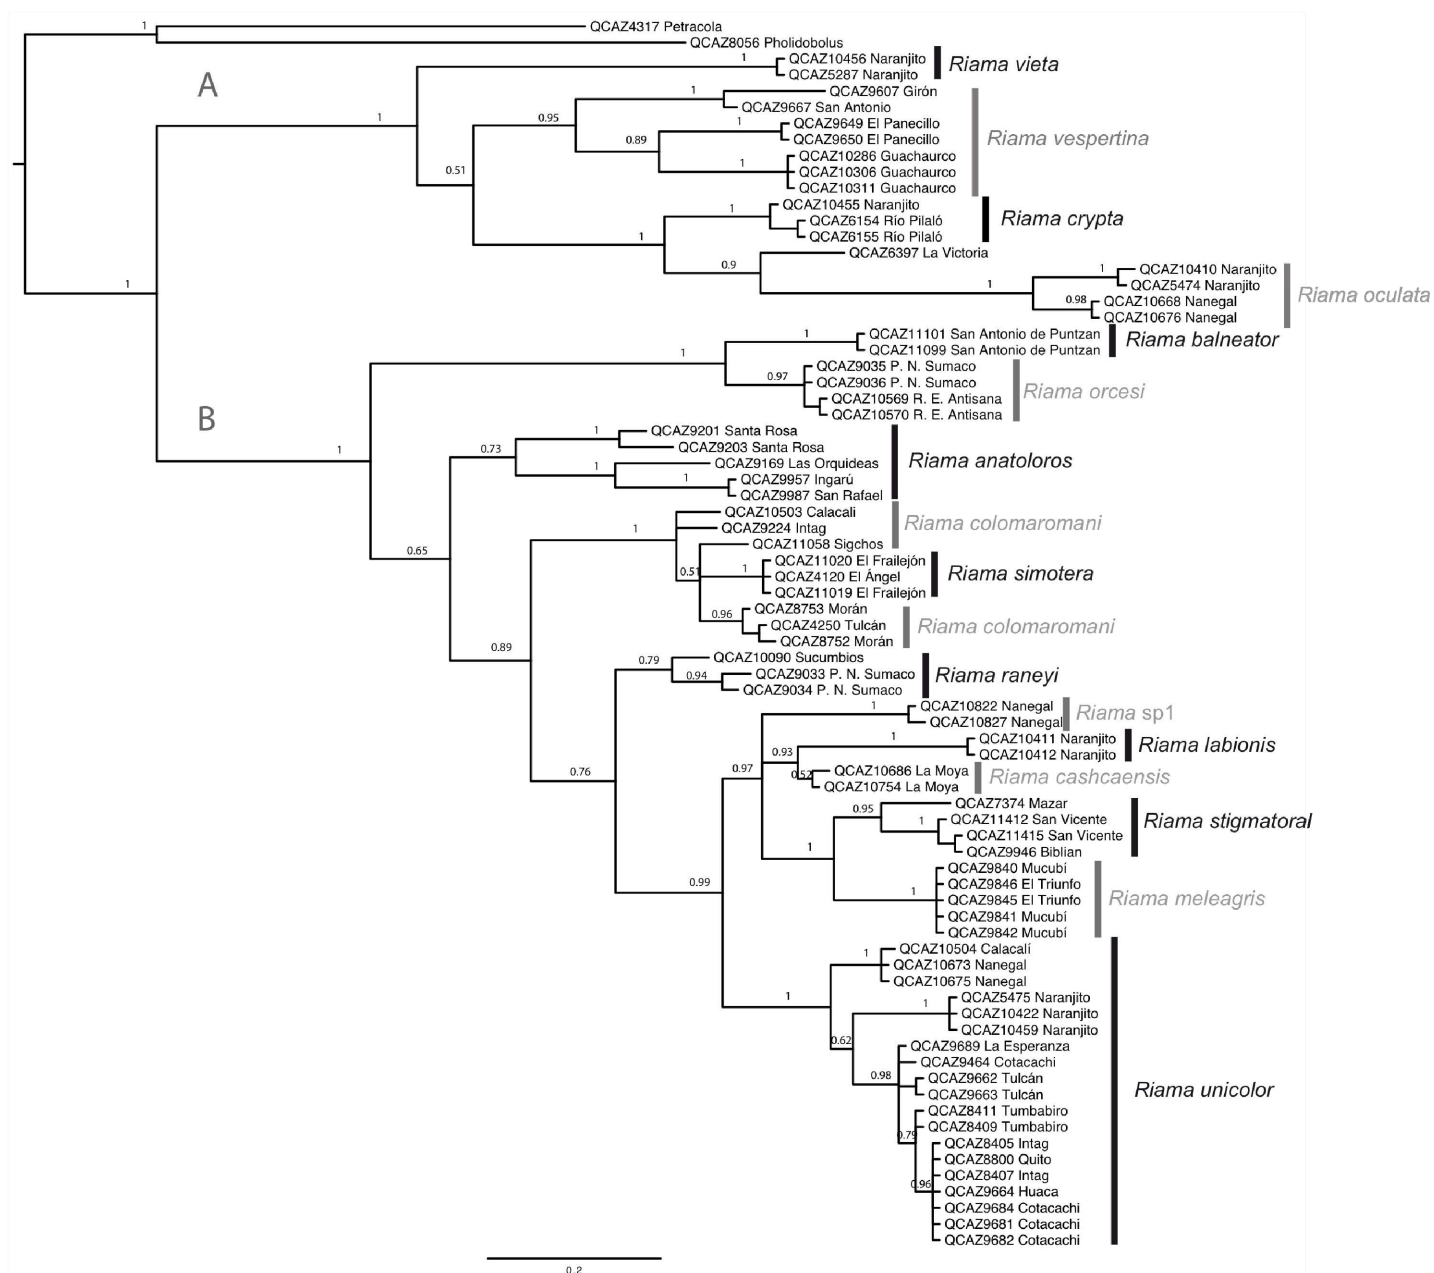 1
QCAZ4317 Petracola
QCAZ8056 Pholidobolus
A
1
QCAZ10456 Naranjito
QCAZ5287 Naranjito
Riama vieta
1
1
QCAZ9607 Girón
QCAZ9667 San Antonio
0.95
1
QCAZ9649 El Panecillo
QCAZ9650 El Panecillo
0.89
Riama vespertina
1
QCAZ10286 Guachaurco
QCAZ10306 Guachaurco
QCAZ10311 Guachaurco
0.51
1
QCAZ10455 Naranjito
QCAZ6154 Río Pilaló
QCAZ6155 Río Pilaló
Riama crypta
1
QCAZ6397 La Victoria
0.9
1
1
QCAZ10410 Naranjito
QCAZ5474 Naranjito
0.98
QCAZ10668 Nanegal
QCAZ10676 Nanegal
Riama oculata
1
1
QCAZ11101 San Antonio de Puntzan
QCAZ11099 San Antonio de Puntzan
Riama balneator
1
0.97
QCAZ9035 P. N. Sumaco
QCAZ9036 P. N. Sumaco
QCAZ10569 R. E. Antisana
QCAZ10570 R. E. Antisana
Riama orcesi
B
1
1
QCAZ9201 Santa Rosa
QCAZ9203 Santa Rosa
0.73
1
QCAZ9169 Las Orquideas
1
QCAZ9957 Ingarú
QCAZ9987 San Rafael
Riama anatoloros
0.65
1
QCAZ10503 Calacali
QCAZ9224 Intag
Riama colomaromani
QCAZ11058 Sigchos
0.51
1
QCAZ11020 El Frailejón
QCAZ4120 El Ángel
QCAZ11019 El Frailejón
Riama simotera
0.96
QCAZ8753 Morán
QCAZ4250 Tulcán
QCAZ8752 Morán
Riama colomaromani
0.89
0.79
QCAZ10090 Sucumbios
0.94
QCAZ9033 P. N. Sumaco
QCAZ9034 P. N. Sumaco
Riama raneyi
0.76
1
QCAZ10822 Nanegal
QCAZ10827 Nanegal
Riama sp1
0.97
0.93
1
QCAZ10411 Naranjito
QCAZ10412 Naranjito
Riama labionis
0.52
QCAZ10686 La Moya
QCAZ10754 La Moya
Riama cashcaensis
0.95
QCAZ7374 Mazar
1
QCAZ11412 San Vicente
QCAZ11415 San Vicente
QCAZ9946 Biblian
Riama stigmatoral
1
1
QCAZ9840 Mucubí
QCAZ9846 El Triunfo
QCAZ9845 El Triunfo
QCAZ9841 Mucubí
QCAZ9842 Mucubí
Riama meleagris
0.99
1
QCAZ10504 Calacalí
QCAZ10673 Nanegal
QCAZ10675 Nanegal
1
1
QCAZ5475 Naranjito
QCAZ10422 Naranjito
QCAZ10459 Naranjito
0.62
QCAZ9689 La Esperanza
QCAZ9464 Cotacachi
0.98
QCAZ9662 Tulcán
QCAZ9663 Tulcán
Riama unicolor
QCAZ8411 Tumbabiro
QCAZ8409 Tumbabiro
0.79
QCAZ8405 Intag
QCAZ8800 Quito
QCAZ8407 Intag
0.96
QCAZ9664 Huaca
QCAZ9684 Cotacachi
QCAZ9681 Cotacachi
QCAZ9682 Cotacachi
0.2